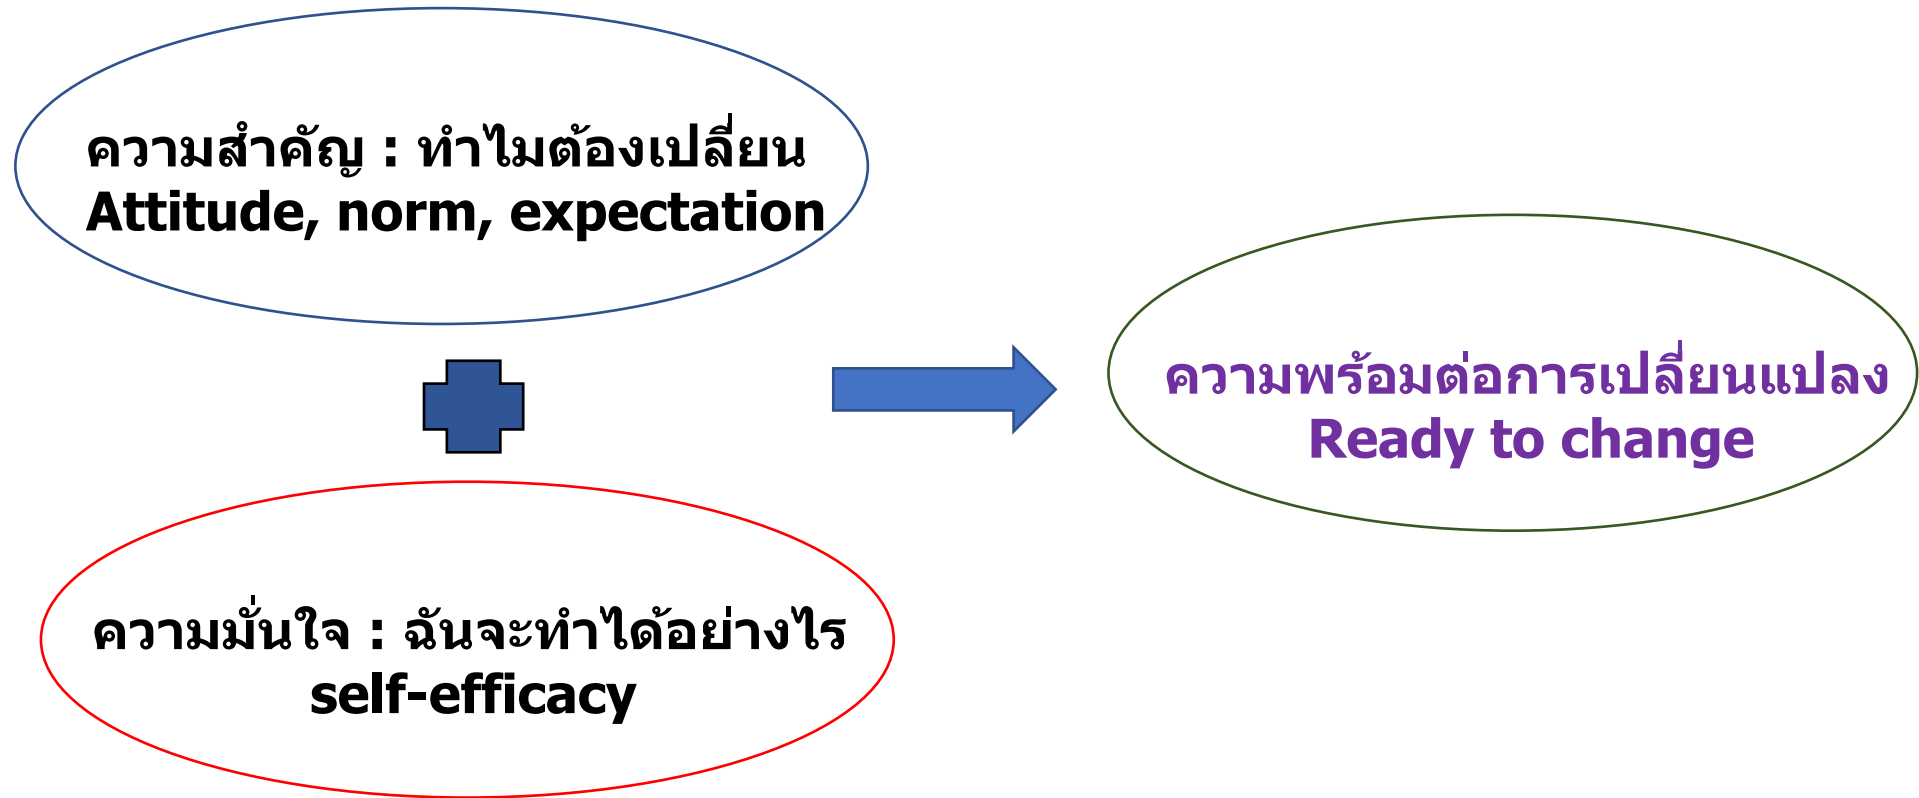 ความสำคัญ : ทำไมต้องเปลี่ยน
Attitude, norm, expectation
ความมั่นใจ : ฉันจะทำได้อย่างไร
self-efficacy
ความพร้อมต่อการเปลี่ยนแปลง
Ready to change